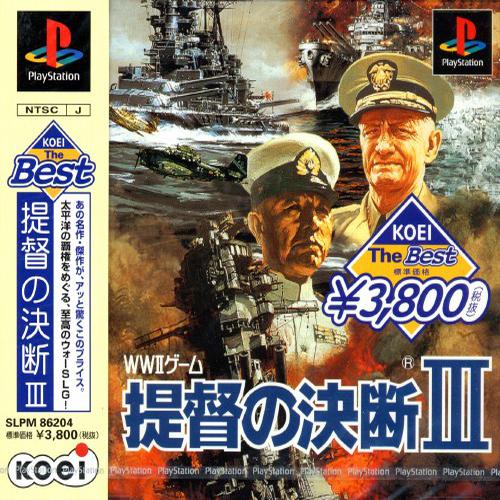 PlayStation
NTSC J
KOEI
The
Best
提督の決断 III
あの名作・傑作が、アッと驚くこのプライス。
太平洋の覇権をめぐる、至高のウォーSLG!
SLPM 86204
標準価格 ¥3,800(税抜)
KOEI
PlayStation
KOEI
The Best
標準価格
¥3,800(税抜)
WWIIゲーム
提督の決断III®
PlayStation PlayStation PlayStation PlayStation PlayStation PlayStation